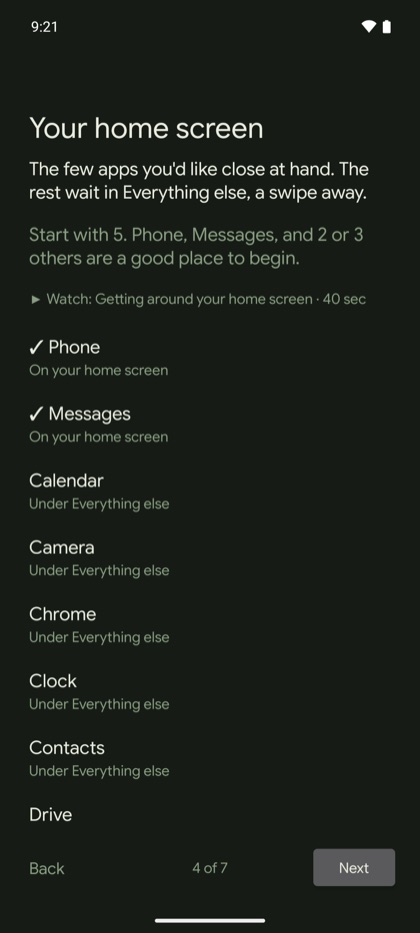 9:21
Your home screen
The few apps you'd like close at hand. The
rest wait in Everything else, a swipe away.
Start with 5. Phone, Messages, and 2 or 3
others are a good place to begin.
► Watch: Getting around your home screen · 40 sec
✓ Phone
On your home screen
✓ Messages
On your home screen
Calendar
Under Everything else
Camera
Under Everything else
Chrome
Under Everything else
Clock
Under Everything else
Contacts
Under Everything else
Drive
Back 4 of 7 Next